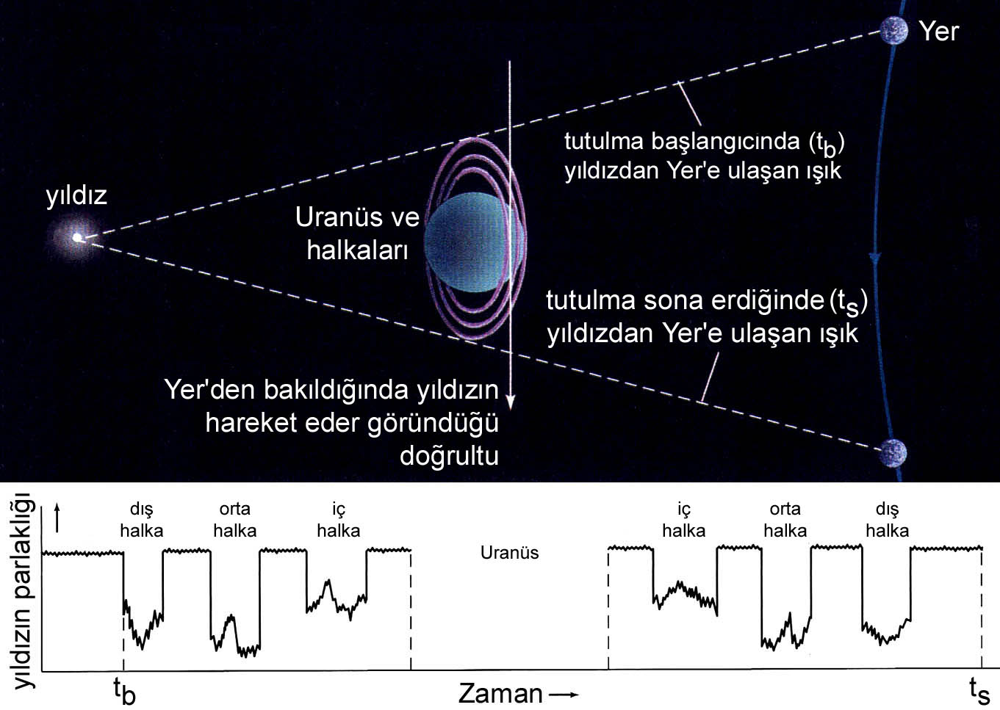 Yer
tutulma başlangıcında (tb)
yıldızdan Yer'e ulaşan ışık
yıldız
Uranüs ve
halkaları
tutulma sona erdiğinde (ts)
yıldızdan Yer'e ulaşan ışık
Yer'den bakıldığında yıldızın
hareket eder göründüğü
doğrultu
yıldızın parlaklığı
dış
halka
orta
halka
iç
halka
Uranüs
iç
halka
orta
halka
dış
halka
tb
Zaman
ts